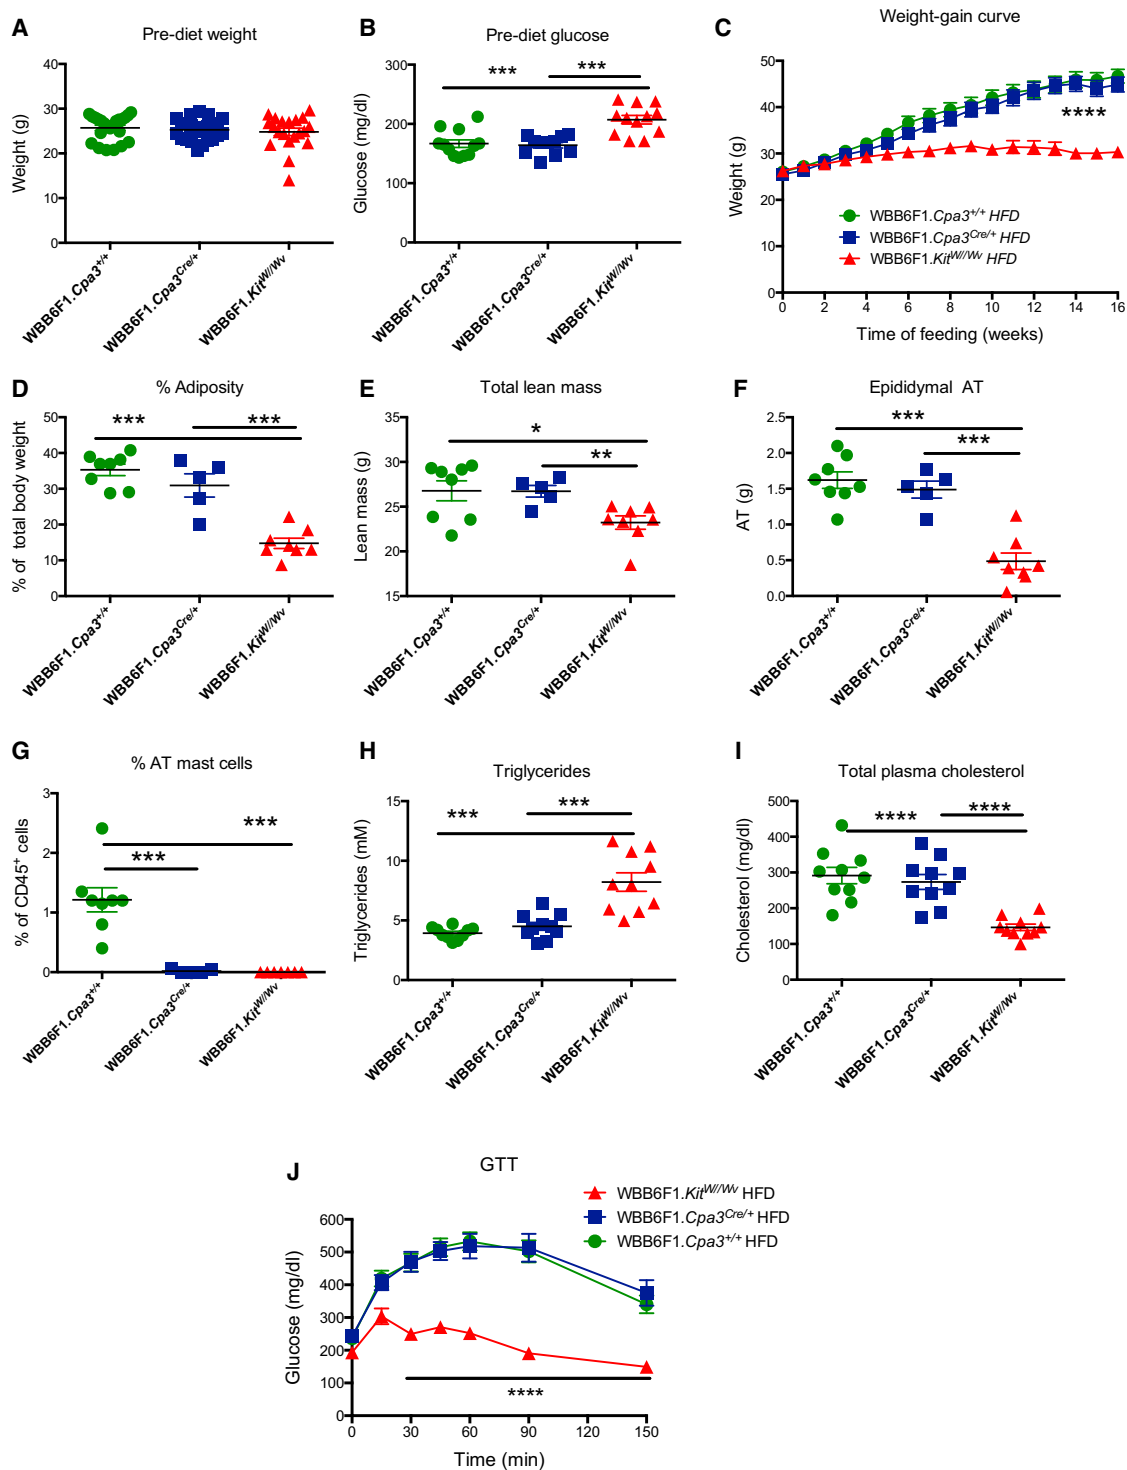 A
Pre-diet weight
Weight (g)
40
30
20
10
0
WBB6F1.Cpa3+/+
WBB6F1.Cpa3Cre/+
WBB6F1.KitW//Wv
B
Pre-diet glucose
Glucose (mg/dl)
300
200
100
0
***
***
WBB6F1.Cpa3+/+
WBB6F1.Cpa3Cre/+
WBB6F1.KitW//Wv
C
Weight-gain curve
Weight (g)
50
40
30
20
10
0
****
WBB6F1.Cpa3+/+ HFD
WBB6F1.Cpa3Cre/+ HFD
WBB6F1.KitW//Wv HFD
0 2 4 6 8 10 12 14 16
Time of feeding (weeks)
D
% Adiposity
% of total body weight
50
40
30
20
10
0
***
***
WBB6F1.Cpa3+/+
WBB6F1.Cpa3Cre/+
WBB6F1.KitW//Wv
E
Total lean mass
Lean mass (g)
35
30
25
20
15
*
**
WBB6F1.Cpa3+/+
WBB6F1.Cpa3Cre/+
WBB6F1.KitW//Wv
F
Epididymal AT
AT (g)
2.5
2.0
1.5
1.0
0.5
0.0
***
***
WBB6F1.Cpa3+/+
WBB6F1.Cpa3Cre/+
WBB6F1.KitW//Wv
G
% AT mast cells
% of CD45+ cells
3
2
1
0
***
***
WBB6F1.Cpa3+/+
WBB6F1.Cpa3Cre/+
WBB6F1.KitW//Wv
H
Triglycerides
Triglycerides (mM)
15
10
5
0
***
***
WBB6F1.Cpa3+/+
WBB6F1.Cpa3Cre/+
WBB6F1.KitW//Wv
I
Total plasma cholesterol
Cholesterol (mg/dl)
500
400
300
200
100
0
****
****
WBB6F1.Cpa3+/+
WBB6F1.Cpa3Cre/+
WBB6F1.KitW//Wv
J
GTT
WBB6F1.KitW//Wv HFD
WBB6F1.Cpa3Cre/+ HFD
WBB6F1.Cpa3+/+ HFD
Glucose (mg/dl)
600
500
400
300
200
100
0
****
0 30 60 90 120 150
Time (min)